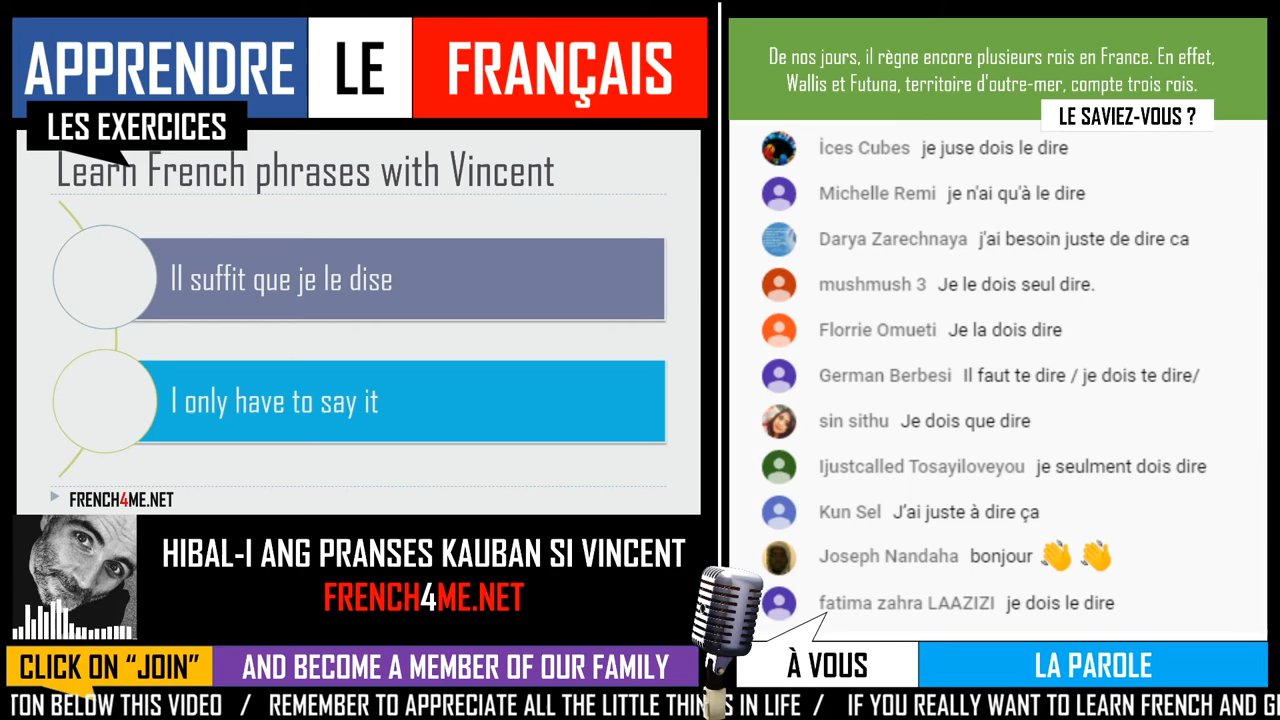 APPRENDRE LE FRANÇAIS
LES EXERCICES
Learn French phrases with Vincent
Il suffit que je le dise
I only have to say it
FRENCH4ME.NET
HIBAL-I ANG PRANSES KAUBAN SI VINCENT
FRENCH4ME.NET
CLICK ON “JOIN” AND BECOME A MEMBER OF OUR FAMILY
De nos jours, il règne encore plusieurs rois en France. En effet,
Wallis et Futuna, territoire d'outre-mer, compte trois rois.
LE SAVIEZ-VOUS ?
İces Cubes je juse dois le dire
Michelle Remi je n'ai qu'à le dire
Darya Zarechnaya j'ai besoin juste de dire ca
mushmush 3 Je le dois seul dire.
Florrie Omueti Je la dois dire
German Berbesi Il faut te dire / je dois te dire/
sin sithu Je dois que dire
Ijustcalled Tosayiloveyou je seulment dois dire
Kun Sel J’ai juste à dire ça
Joseph Nandaha bonjour 👋 👋
fatima zahra LAAZIZI je dois le dire
À VOUS LA PAROLE
TON BELOW THIS VIDEO / REMEMBER TO APPRECIATE ALL THE LITTLE THIN S IN LIFE / IF YOU REALLY WANT TO LEARN FRENCH AND G